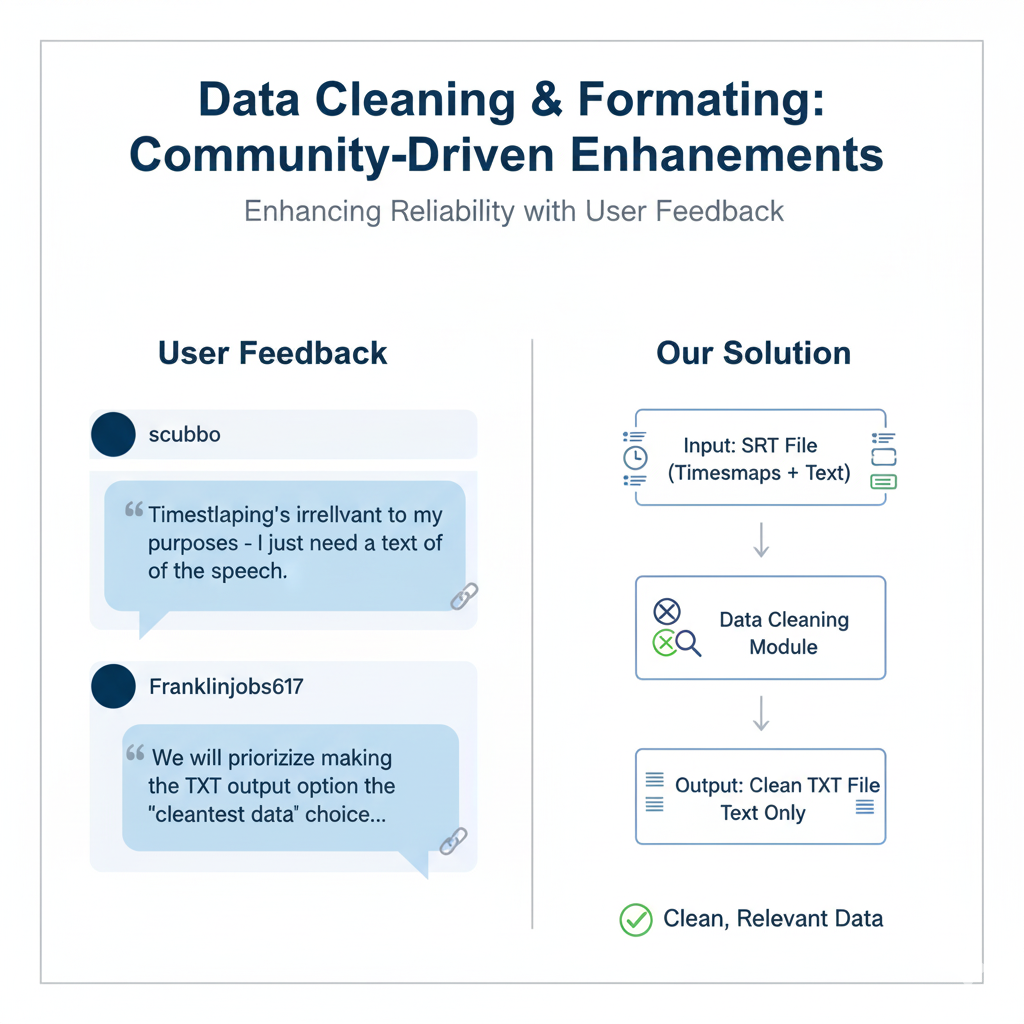 Data Cleaning & Formating:
Community-Driven Enhanements
Enhancing Reliability with User Feedback
User Feedback
scubbo
“ Timestlaping's irrellvant to my
purposes - I just need a text of
of the speech.
Franklinjobs617
“ We will priorizize making
the TXT output option the
"cleantest data" choice...
Our Solution
Input: SRT File
(Timesmaps + Text)
Data Cleaning
Module
Output: Clean TXT File
Text Only
Clean, Relevant Data